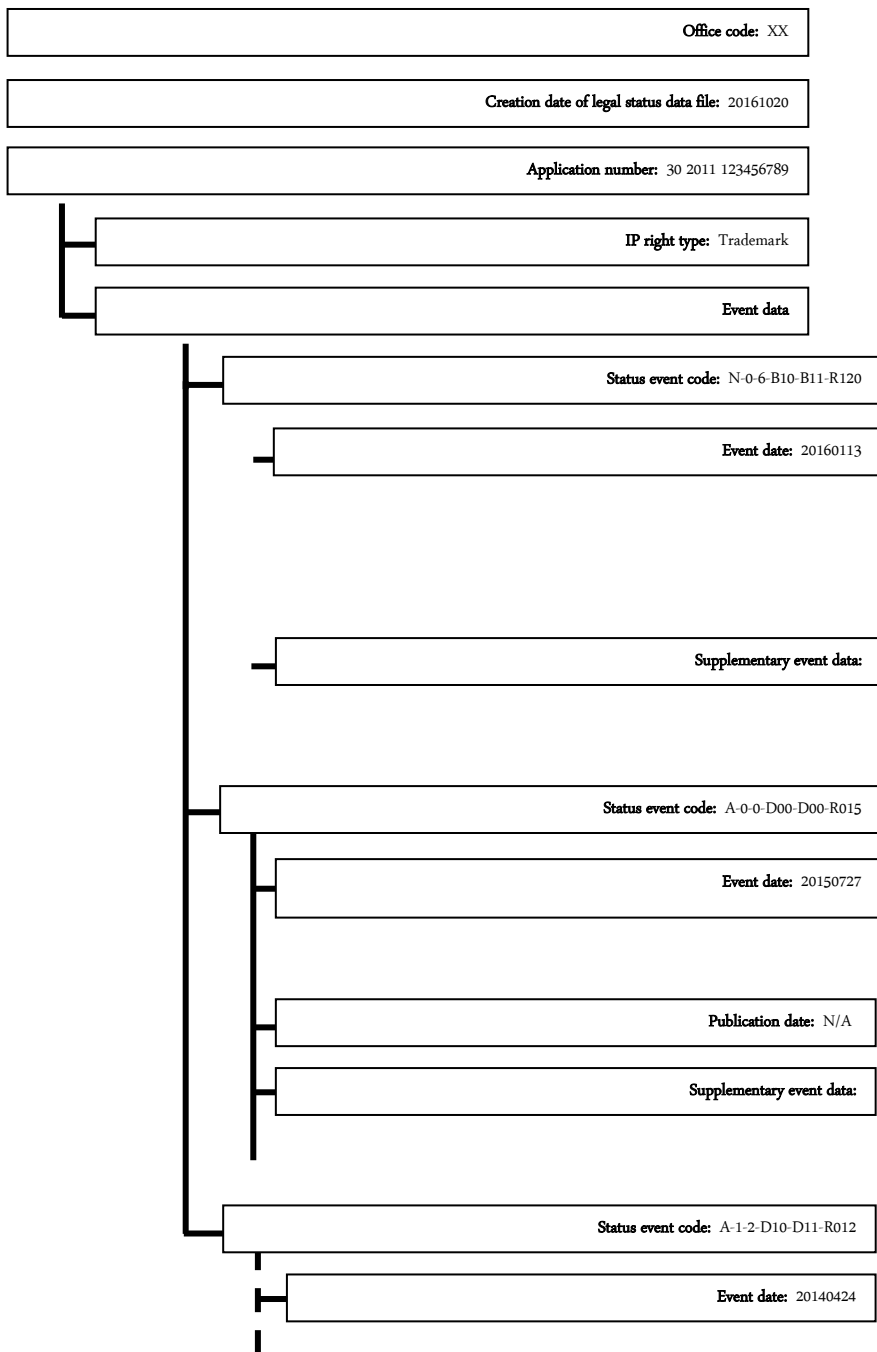 Office code: XX
Creation date of legal status data file: 20161020
Application number: 30 2011 123456789
IP right type: Trademark
Event data
Status event code: N-0-6-B10-B11-R120
Event date: 20160113
Supplementary event data:
Status event code: A-0-0-D00-D00-R015
Event date: 20150727
Publication date: N/A
Supplementary event data:
Status event code: A-1-2-D10-D11-R012
Event date: 20140424